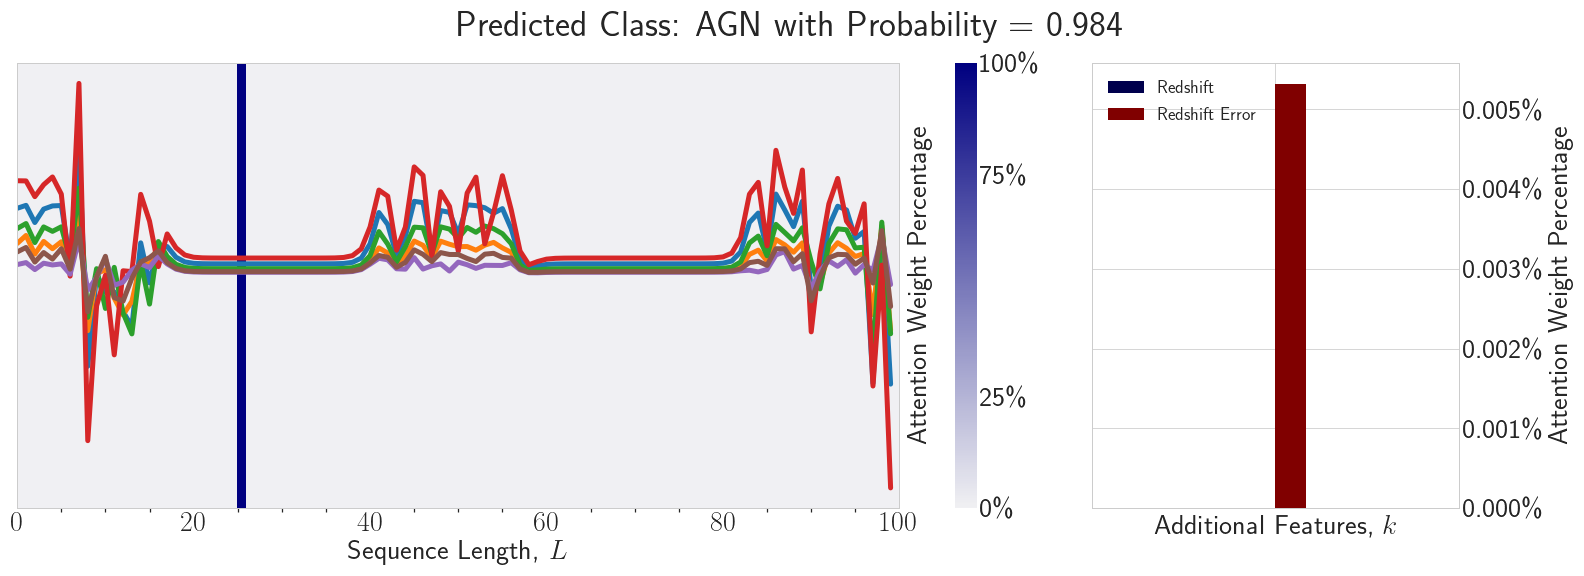 Predicted Class: AGN with Probability = 0.984
0 20 40 60 80 100
Sequence Length, L
100%
75%
25%
0%
Attention Weight Percentage
Redshift
Redshift Error
0.005%
0.004%
0.003%
0.002%
0.001%
0.000%
Attention Weight Percentage
Additional Features, k